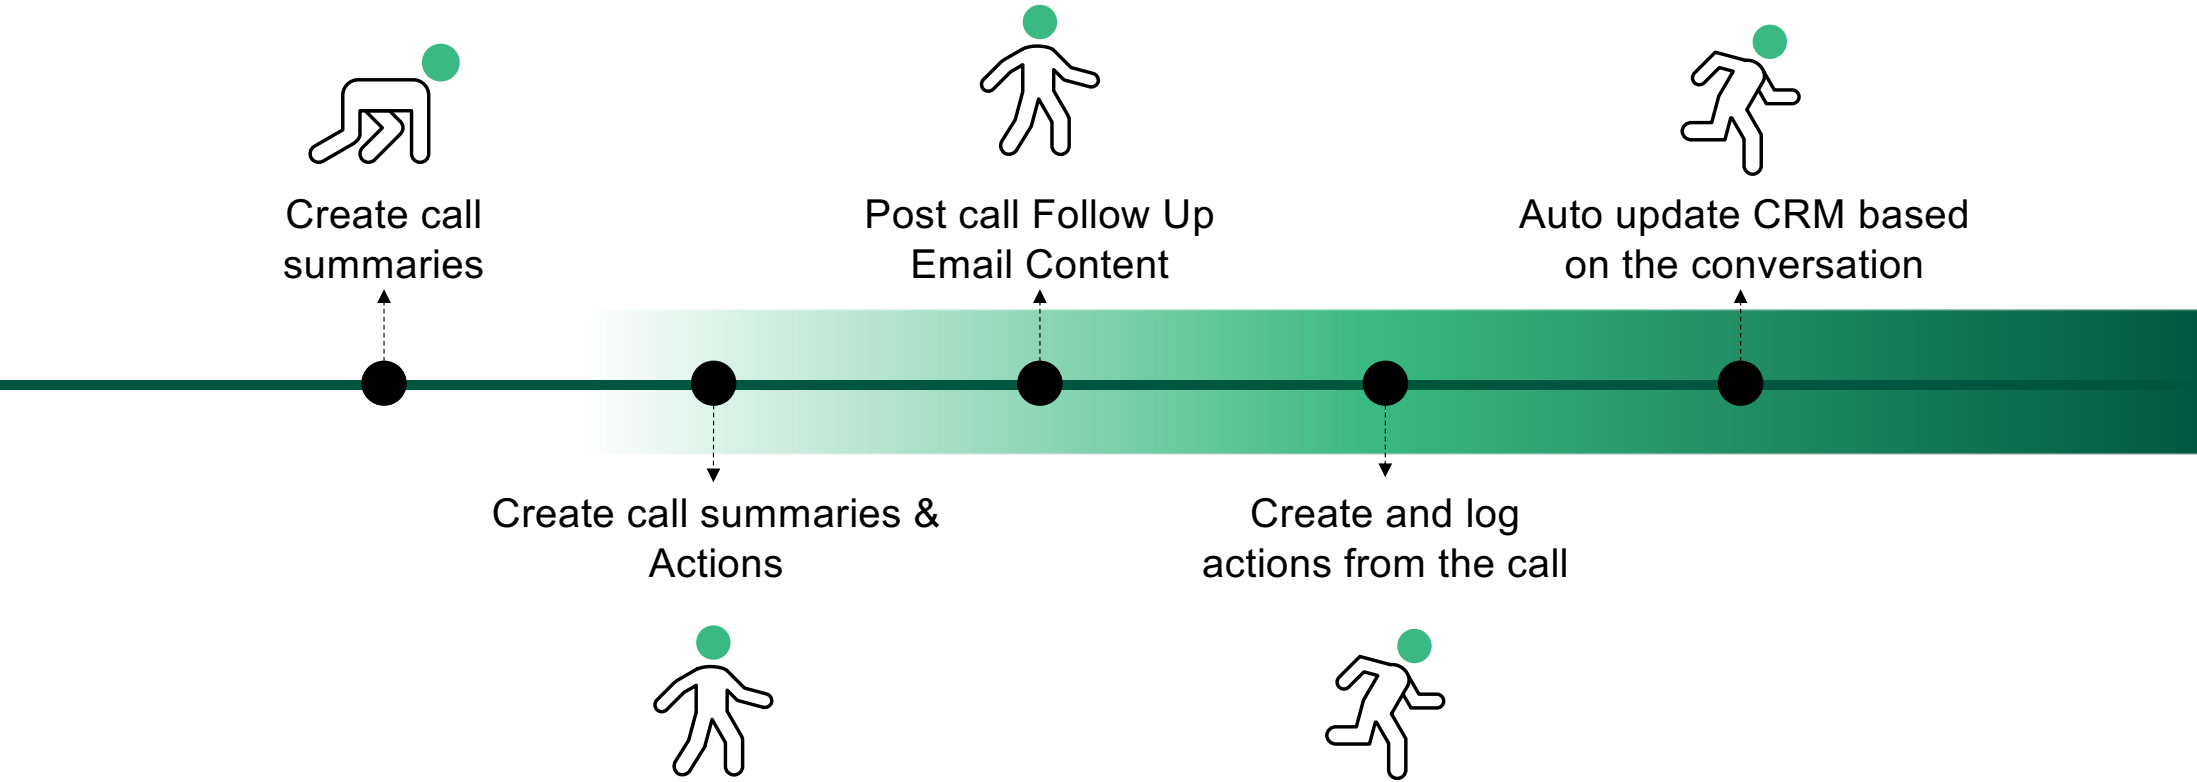 Create call
summaries
Post call Follow Up
Email Content
Auto update CRM based
on the conversation
Create call summaries &
Actions
Create and log
actions from the call